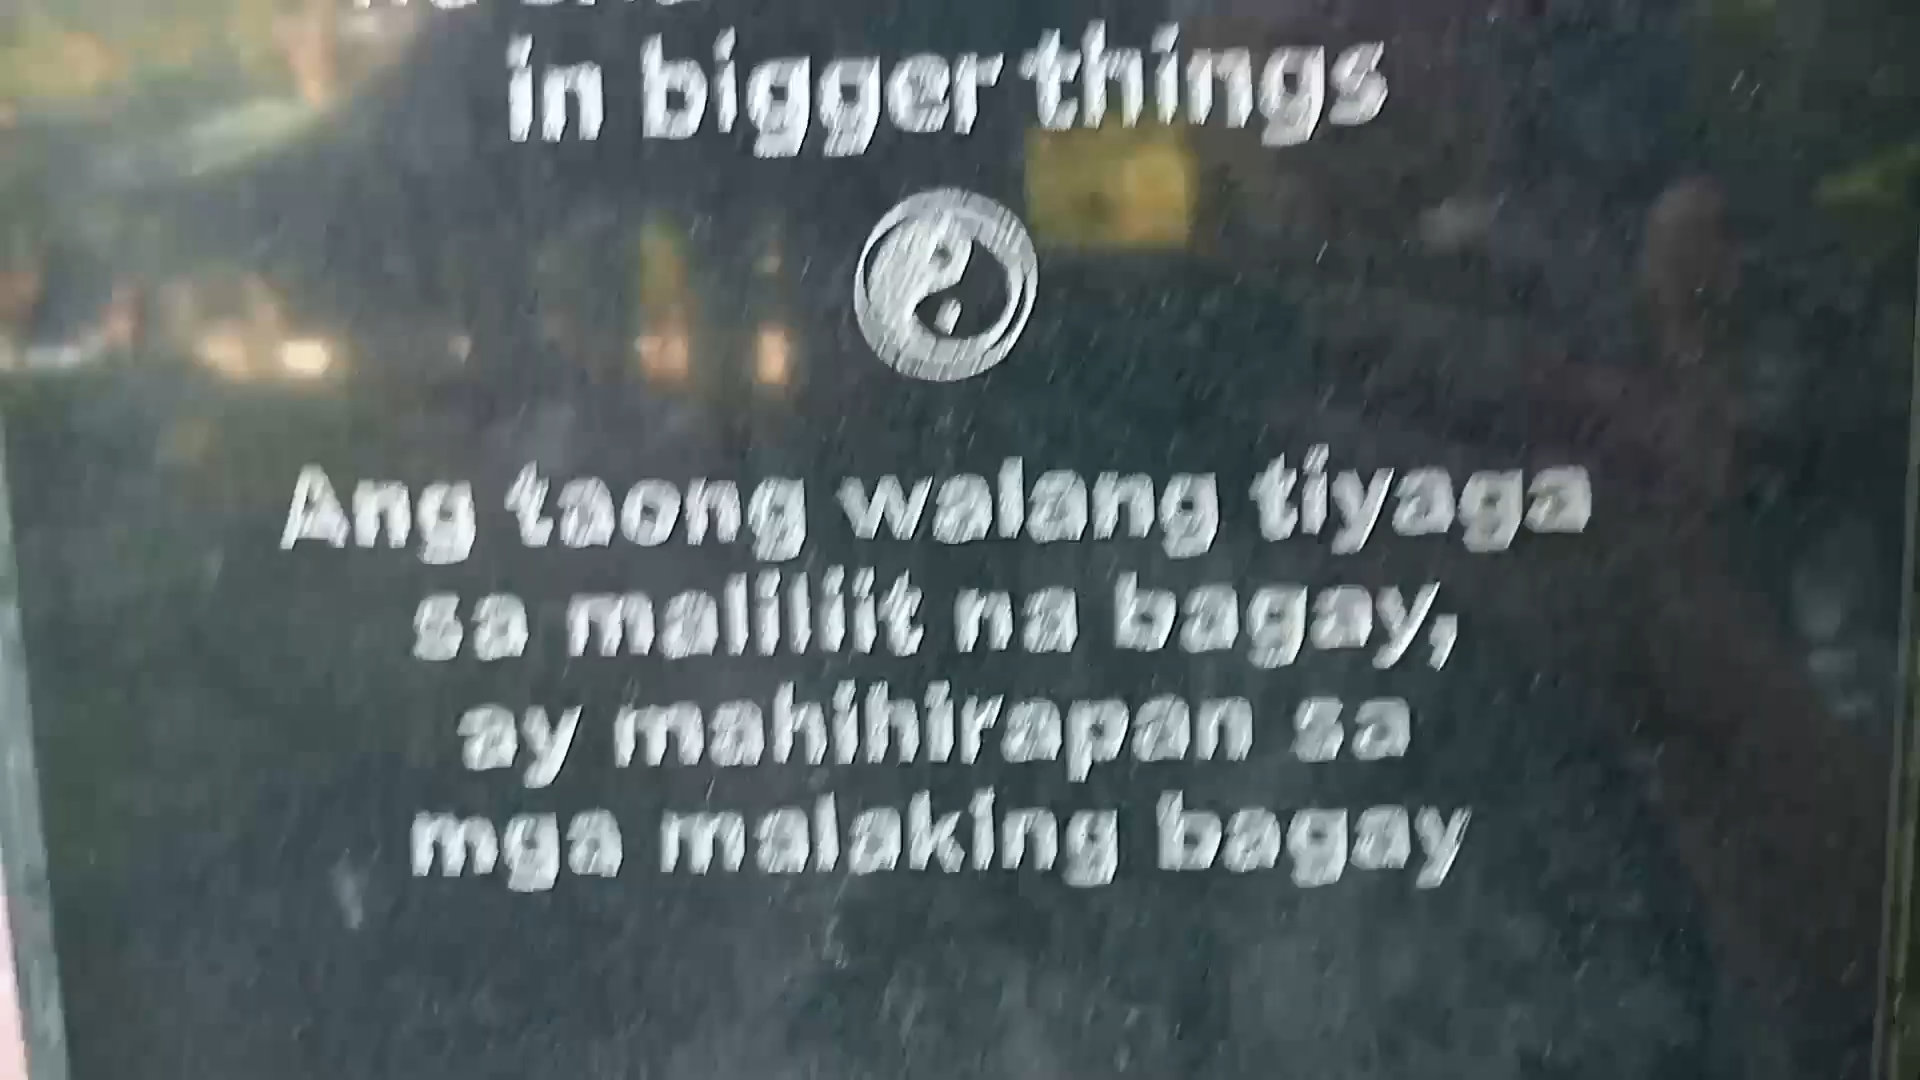 in bigger things
Ang taong walang tiyaga
sa maliliit na bagay,
ay mahihirapan sa
mga malaking bagay